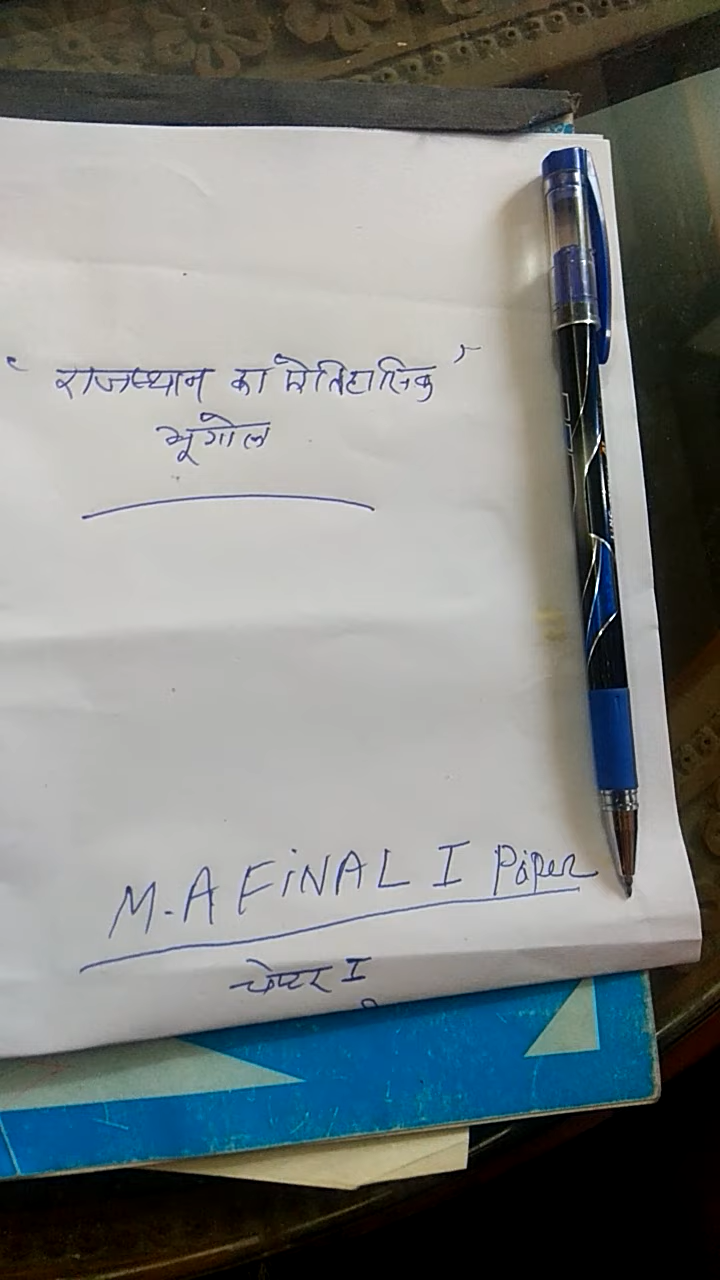 ‘ राजस्थान का ऐतिहासिक ’
भूगोल
M.A FiNAL I Paper
चेप्टर I